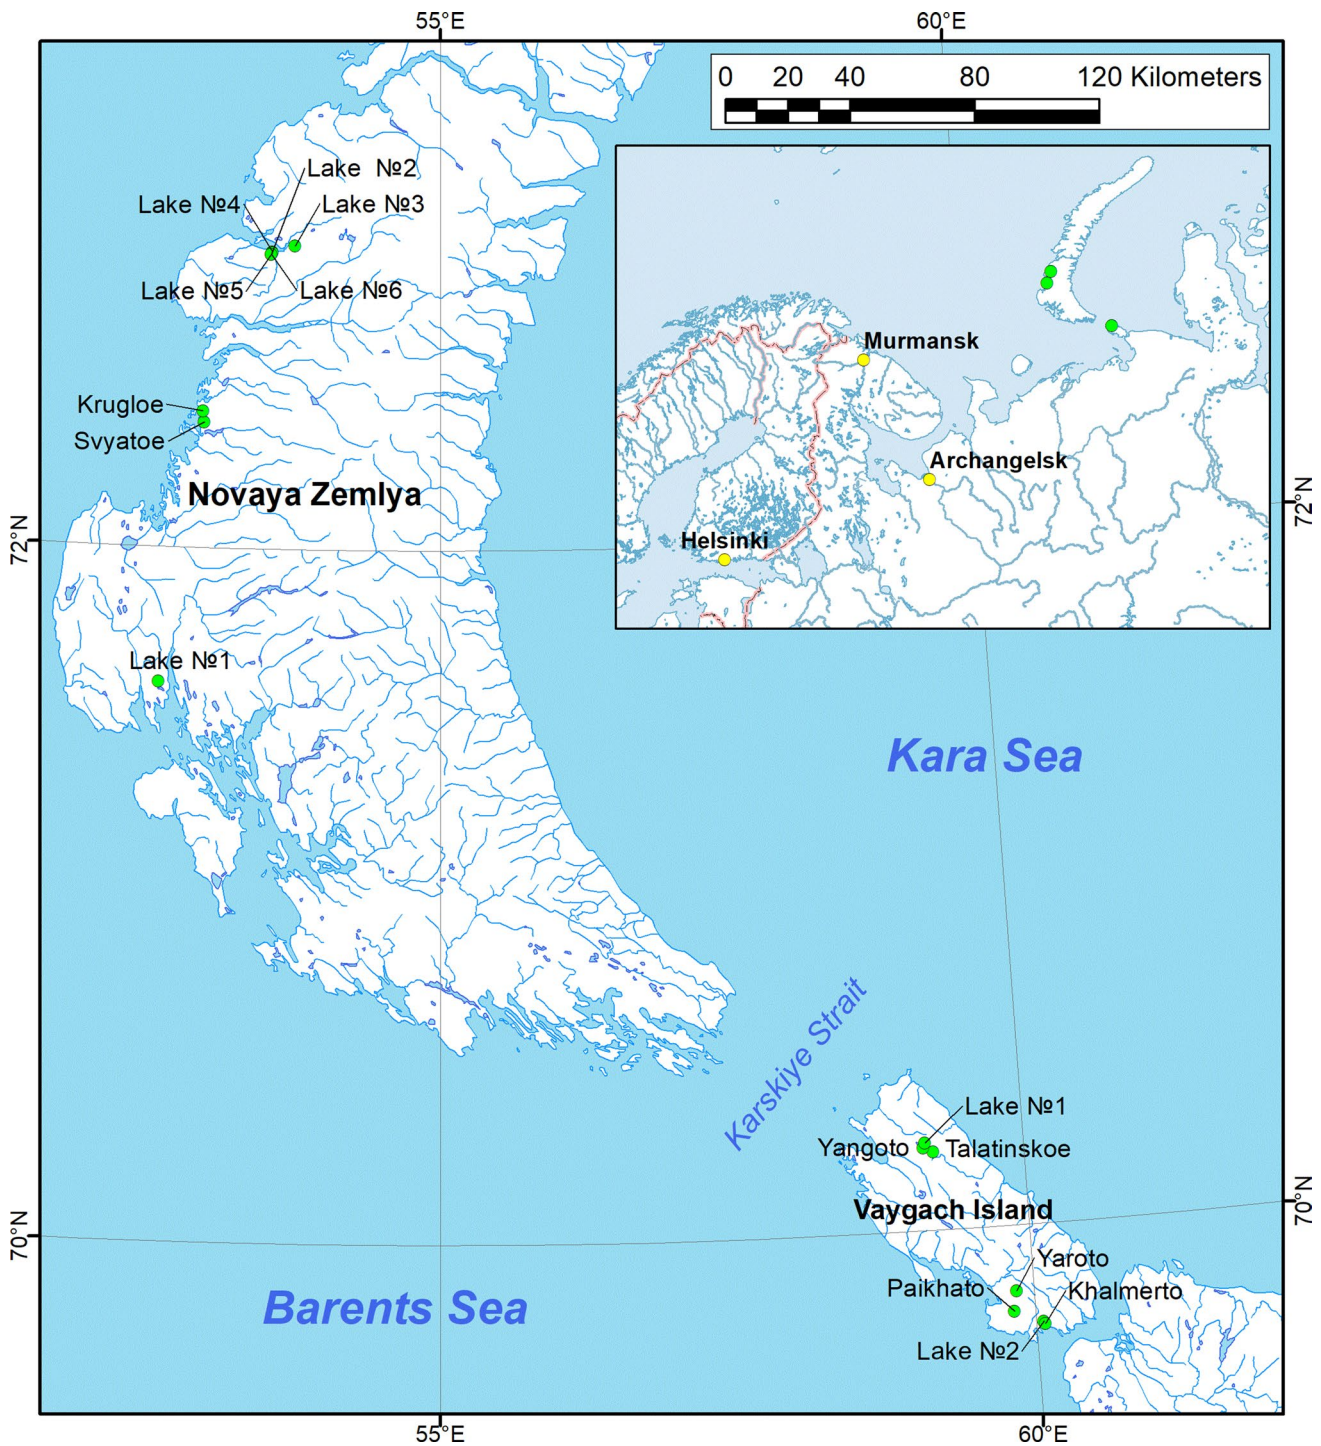 55°E
60°E
0 20 40 80 120 Kilometers
Lake №2
Lake №4
Lake №3
Lake №5
Lake №6
Murmansk
Krugloe
Svyatoe
Archangelsk
Novaya Zemlya
72°N
72°N
Helsinki
Lake №1
Kara Sea
Karskiye Strait
Lake №1
Yangoto
Talatinskoe
Vaygach Island
70°N
70°N
Yaroto
Paikhato
Khalmerto
Barents Sea
Lake №2
55°E
60°E